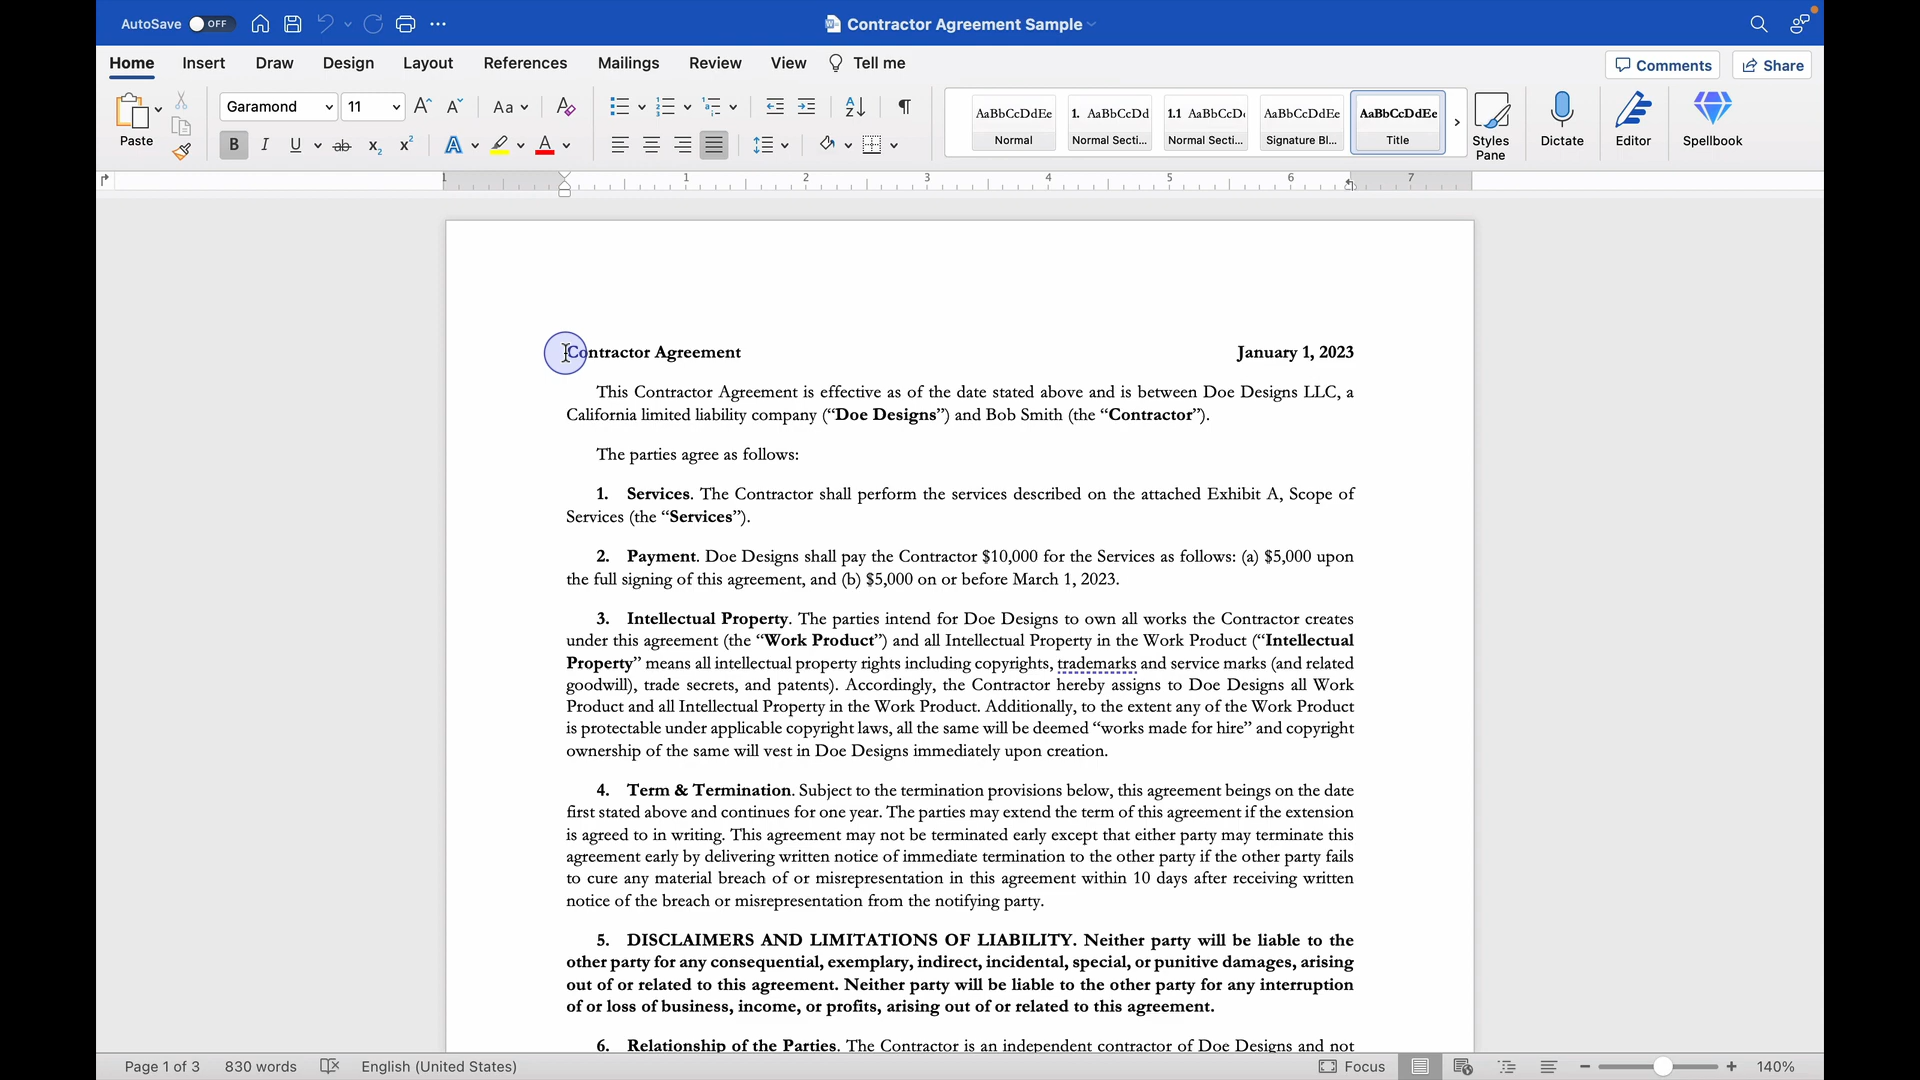 AutoSave OFF
Contractor Agreement Sample
Home Insert Draw Design Layout References Mailings Review View Tell me
Comments Share
Paste
Garamond 11
Aa
AaBbCcDdEe 1. AaBbCcDd 1.1 AaBbCcD AaBbCcDdEe AaBbCcDdEe
Normal Normal Secti... Normal Secti... Signature Bl... Title
Styles Pane
Dictate Editor Spellbook
1 1 2 3 4 5 6 7
Contractor Agreement January 1, 2023
This Contractor Agreement is effective as of the date stated above and is between Doe Designs LLC, a
California limited liability company (“Doe Designs”) and Bob Smith (the “Contractor”).
The parties agree as follows:
1. Services. The Contractor shall perform the services described on the attached Exhibit A, Scope of
Services (the “Services”).
2. Payment. Doe Designs shall pay the Contractor $10,000 for the Services as follows: (a) $5,000 upon
the full signing of this agreement, and (b) $5,000 on or before March 1, 2023.
3. Intellectual Property. The parties intend for Doe Designs to own all works the Contractor creates
under this agreement (the “Work Product”) and all Intellectual Property in the Work Product (“Intellectual
Property” means all intellectual property rights including copyrights, trademarks and service marks (and related
goodwill), trade secrets, and patents). Accordingly, the Contractor hereby assigns to Doe Designs all Work
Product and all Intellectual Property in the Work Product. Additionally, to the extent any of the Work Product
is protectable under applicable copyright laws, all the same will be deemed “works made for hire” and copyright
ownership of the same will vest in Doe Designs immediately upon creation.
4. Term & Termination. Subject to the termination provisions below, this agreement beings on the date
first stated above and continues for one year. The parties may extend the term of this agreement if the extension
is agreed to in writing. This agreement may not be terminated early except that either party may terminate this
agreement early by delivering written notice of immediate termination to the other party if the other party fails
to cure any material breach of or misrepresentation in this agreement within 10 days after receiving written
notice of the breach or misrepresentation from the notifying party.
5. DISCLAIMERS AND LIMITATIONS OF LIABILITY. Neither party will be liable to the
other party for any consequential, exemplary, indirect, incidental, special, or punitive damages, arising
out of or related to this agreement. Neither party will be liable to the other party for any interruption
of or loss of business, income, or profits, arising out of or related to this agreement.
6. Relationship of the Parties. The Contractor is an independent contractor of Doe Designs and not
Page 1 of 3 830 words English (United States) Focus 140%